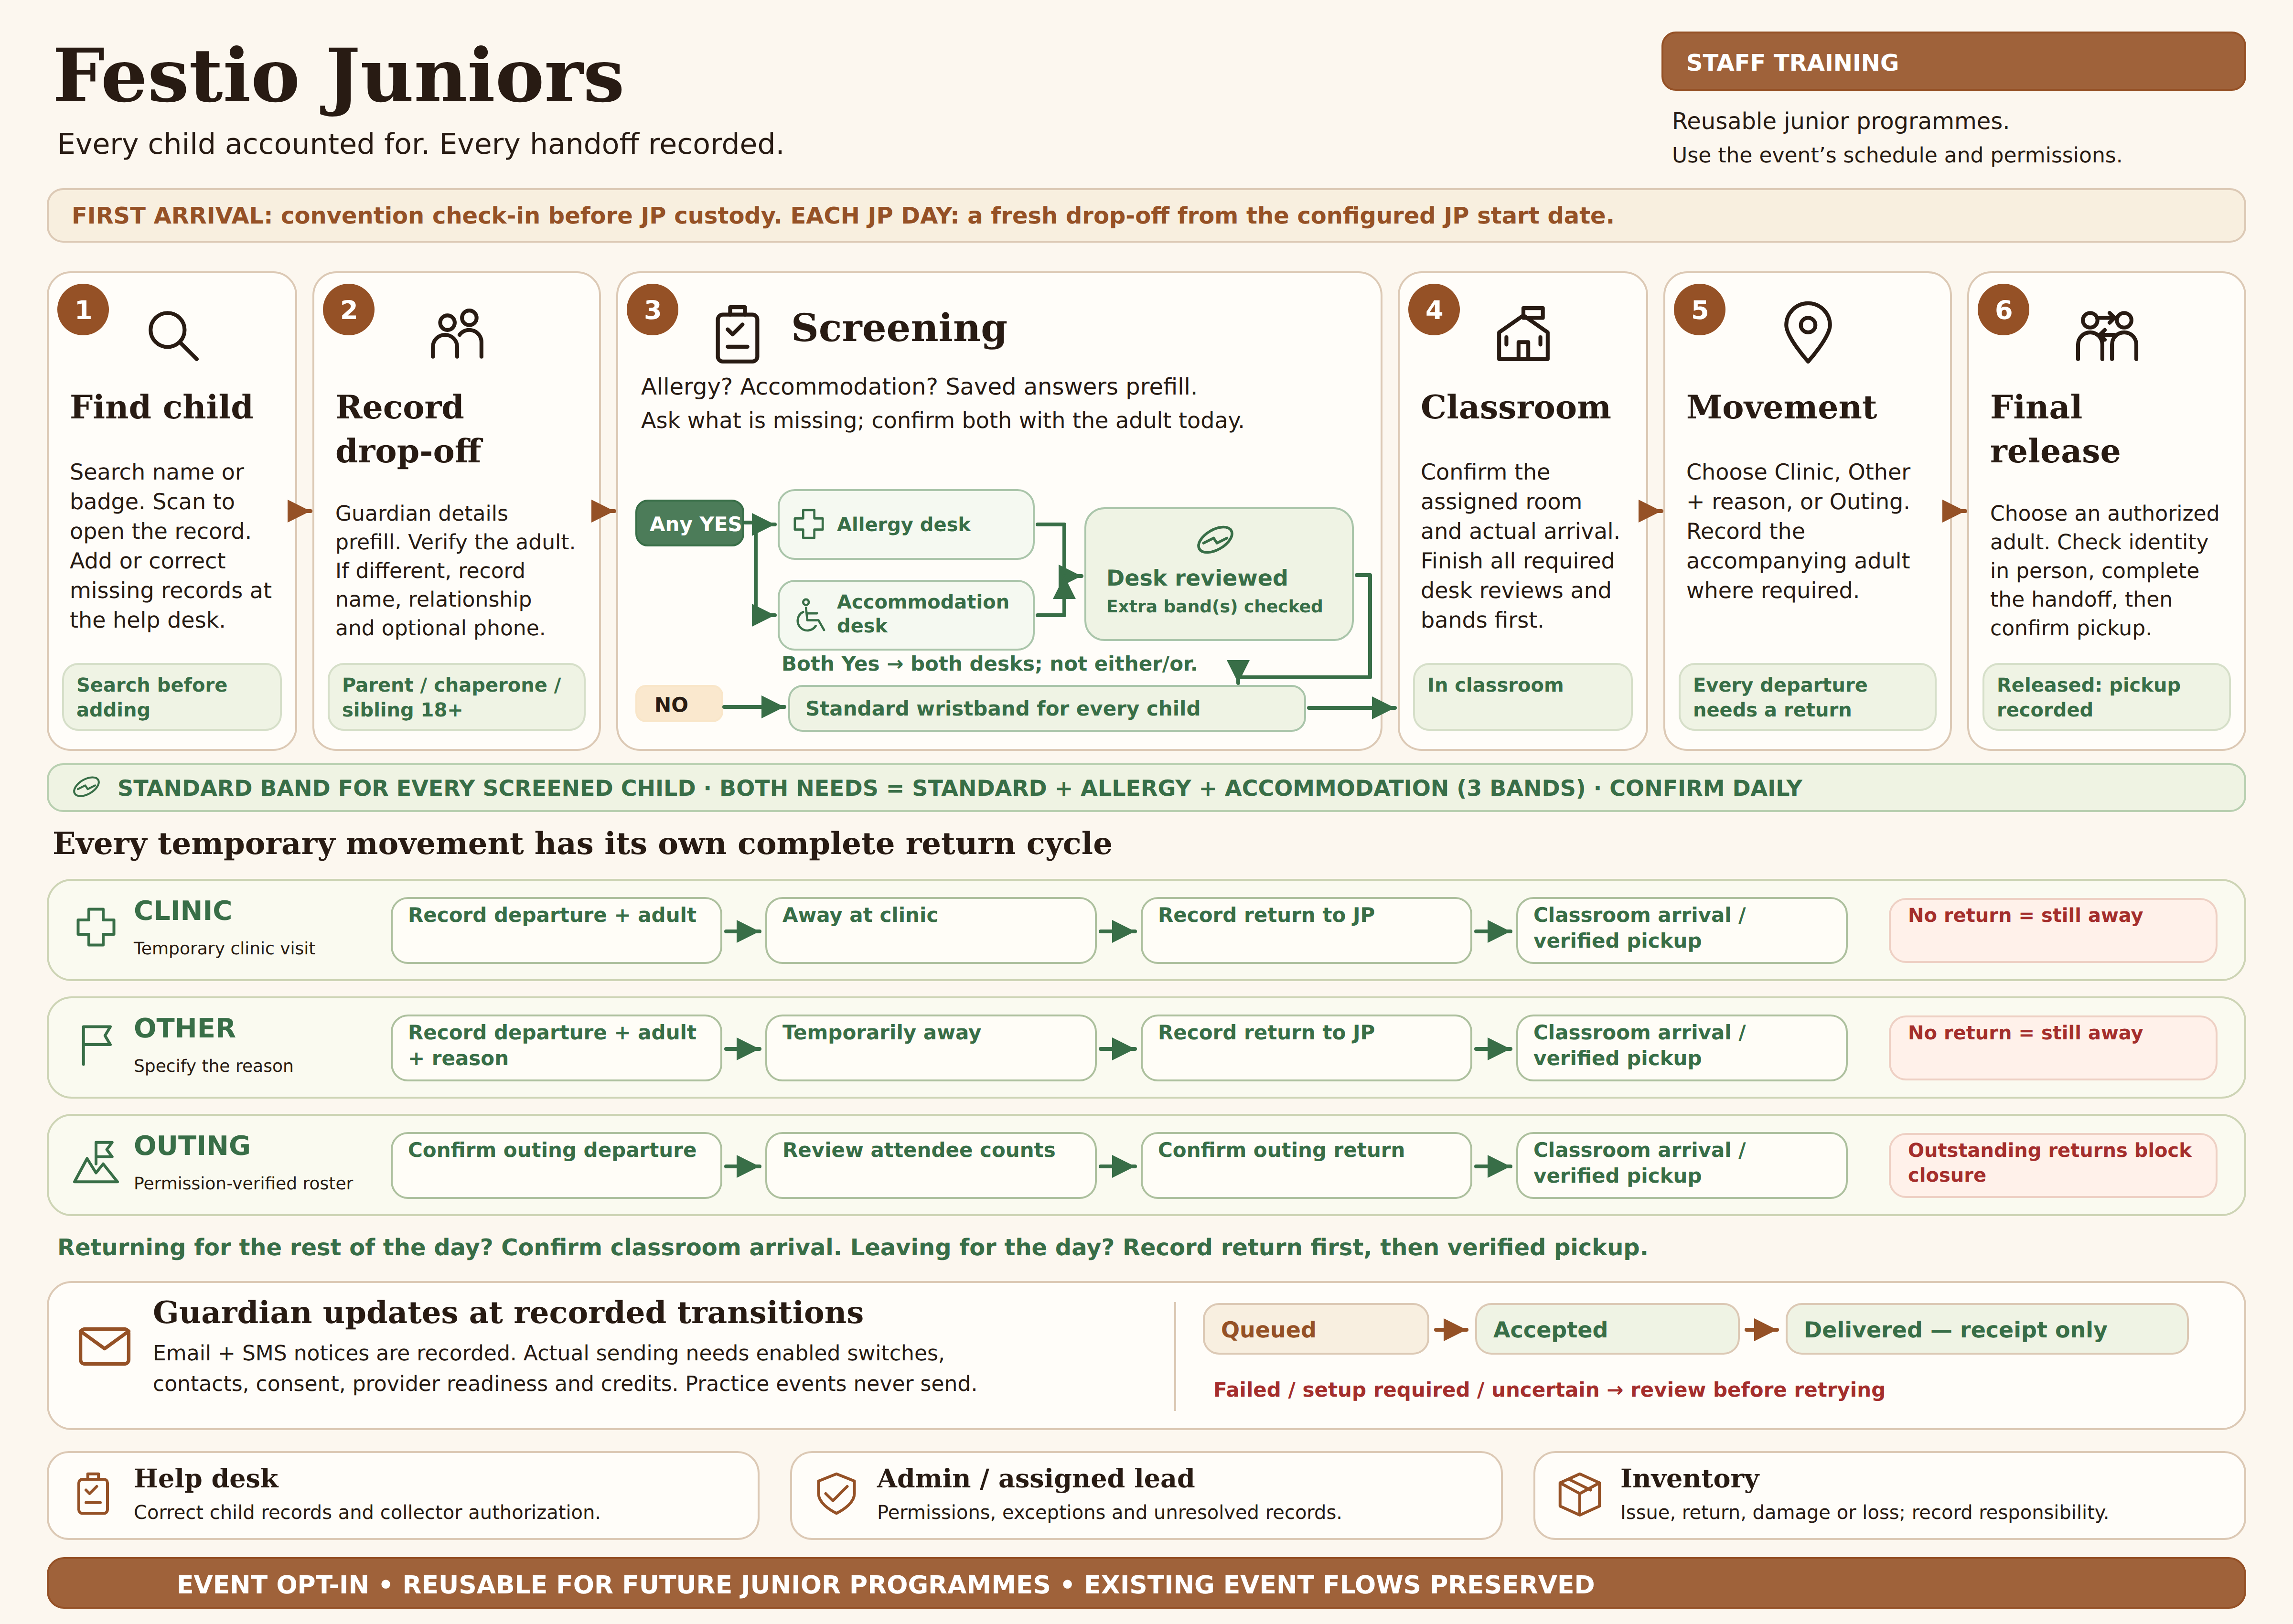 Festio Juniors
Every child accounted for. Every handoff recorded.
STAFF TRAINING
Reusable junior programmes.
Use the event’s schedule and permissions.
FIRST ARRIVAL: convention check-in before JP custody. EACH JP DAY: a fresh drop-off from the configured JP start date.
1
Find child
Search name or
badge. Scan to
open the record.
Add or correct
missing records at
the help desk.
Search before
adding
2
Record
drop-off
Guardian details
prefill. Verify the adult.
If different, record
name, relationship
and optional phone.
Parent / chaperone /
sibling 18+
3
Screening
Allergy? Accommodation? Saved answers prefill.
Ask what is missing; confirm both with the adult today.
Any YES
Allergy desk
Accommodation
desk
Desk reviewed
Extra band(s) checked
Both Yes → both desks; not either/or.
NO
Standard wristband for every child
4
Classroom
Confirm the
assigned room
and actual arrival.
Finish all required
desk reviews and
bands first.
In classroom
5
Movement
Choose Clinic, Other
+ reason, or Outing.
Record the
accompanying adult
where required.
Every departure
needs a return
6
Final
release
Choose an authorized
adult. Check identity
in person, complete
the handoff, then
confirm pickup.
Released: pickup
recorded
STANDARD BAND FOR EVERY SCREENED CHILD · BOTH NEEDS = STANDARD + ALLERGY + ACCOMMODATION (3 BANDS) · CONFIRM DAILY
Every temporary movement has its own complete return cycle
CLINIC
Temporary clinic visit
Record departure + adult
Away at clinic
Record return to JP
Classroom arrival /
verified pickup
No return = still away
OTHER
Specify the reason
Record departure + adult
+ reason
Temporarily away
Record return to JP
Classroom arrival /
verified pickup
No return = still away
OUTING
Permission-verified roster
Confirm outing departure
Review attendee counts
Confirm outing return
Classroom arrival /
verified pickup
Outstanding returns block
closure
Returning for the rest of the day? Confirm classroom arrival. Leaving for the day? Record return first, then verified pickup.
Guardian updates at recorded transitions
Email + SMS notices are recorded. Actual sending needs enabled switches,
contacts, consent, provider readiness and credits. Practice events never send.
Queued
Accepted
Delivered — receipt only
Failed / setup required / uncertain → review before retrying
Help desk
Correct child records and collector authorization.
Admin / assigned lead
Permissions, exceptions and unresolved records.
Inventory
Issue, return, damage or loss; record responsibility.
EVENT OPT-IN • REUSABLE FOR FUTURE JUNIOR PROGRAMMES • EXISTING EVENT FLOWS PRESERVED